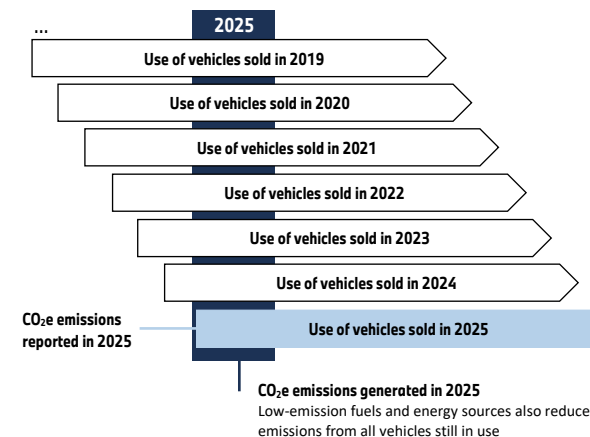 ...
2025
Use of vehicles sold in 2019
Use of vehicles sold in 2020
Use of vehicles sold in 2021
Use of vehicles sold in 2022
Use of vehicles sold in 2023
Use of vehicles sold in 2024
CO₂e emissions
reported in 2025
Use of vehicles sold in 2025
CO₂e emissions generated in 2025
Low-emission fuels and energy sources also reduce
emissions from all vehicles still in use